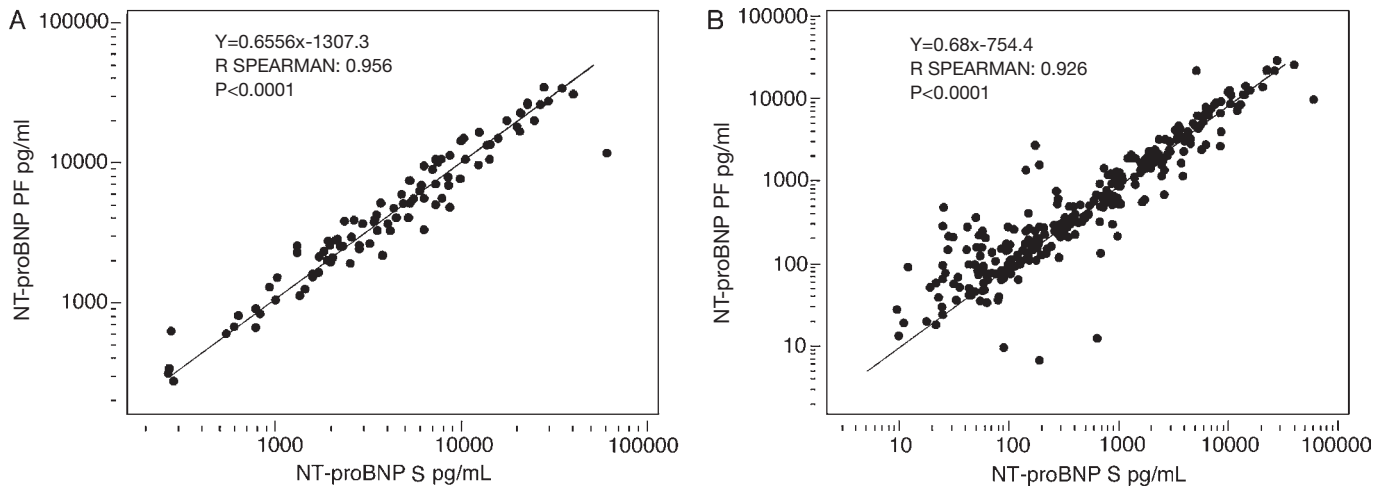 A
100000
10000
1000
NT-proBNP PF pg/ml
Y=0.6556x-1307.3
R SPEARMAN: 0.956
P<0.0001
1000 10000 100000
NT-proBNP S pg/mL
B
100000
10000
1000
100
10
NT-proBNP PF pg/ml
Y=0.68x-754.4
R SPEARMAN: 0.926
P<0.0001
10 100 1000 10000 100000
NT-proBNP S pg/mL